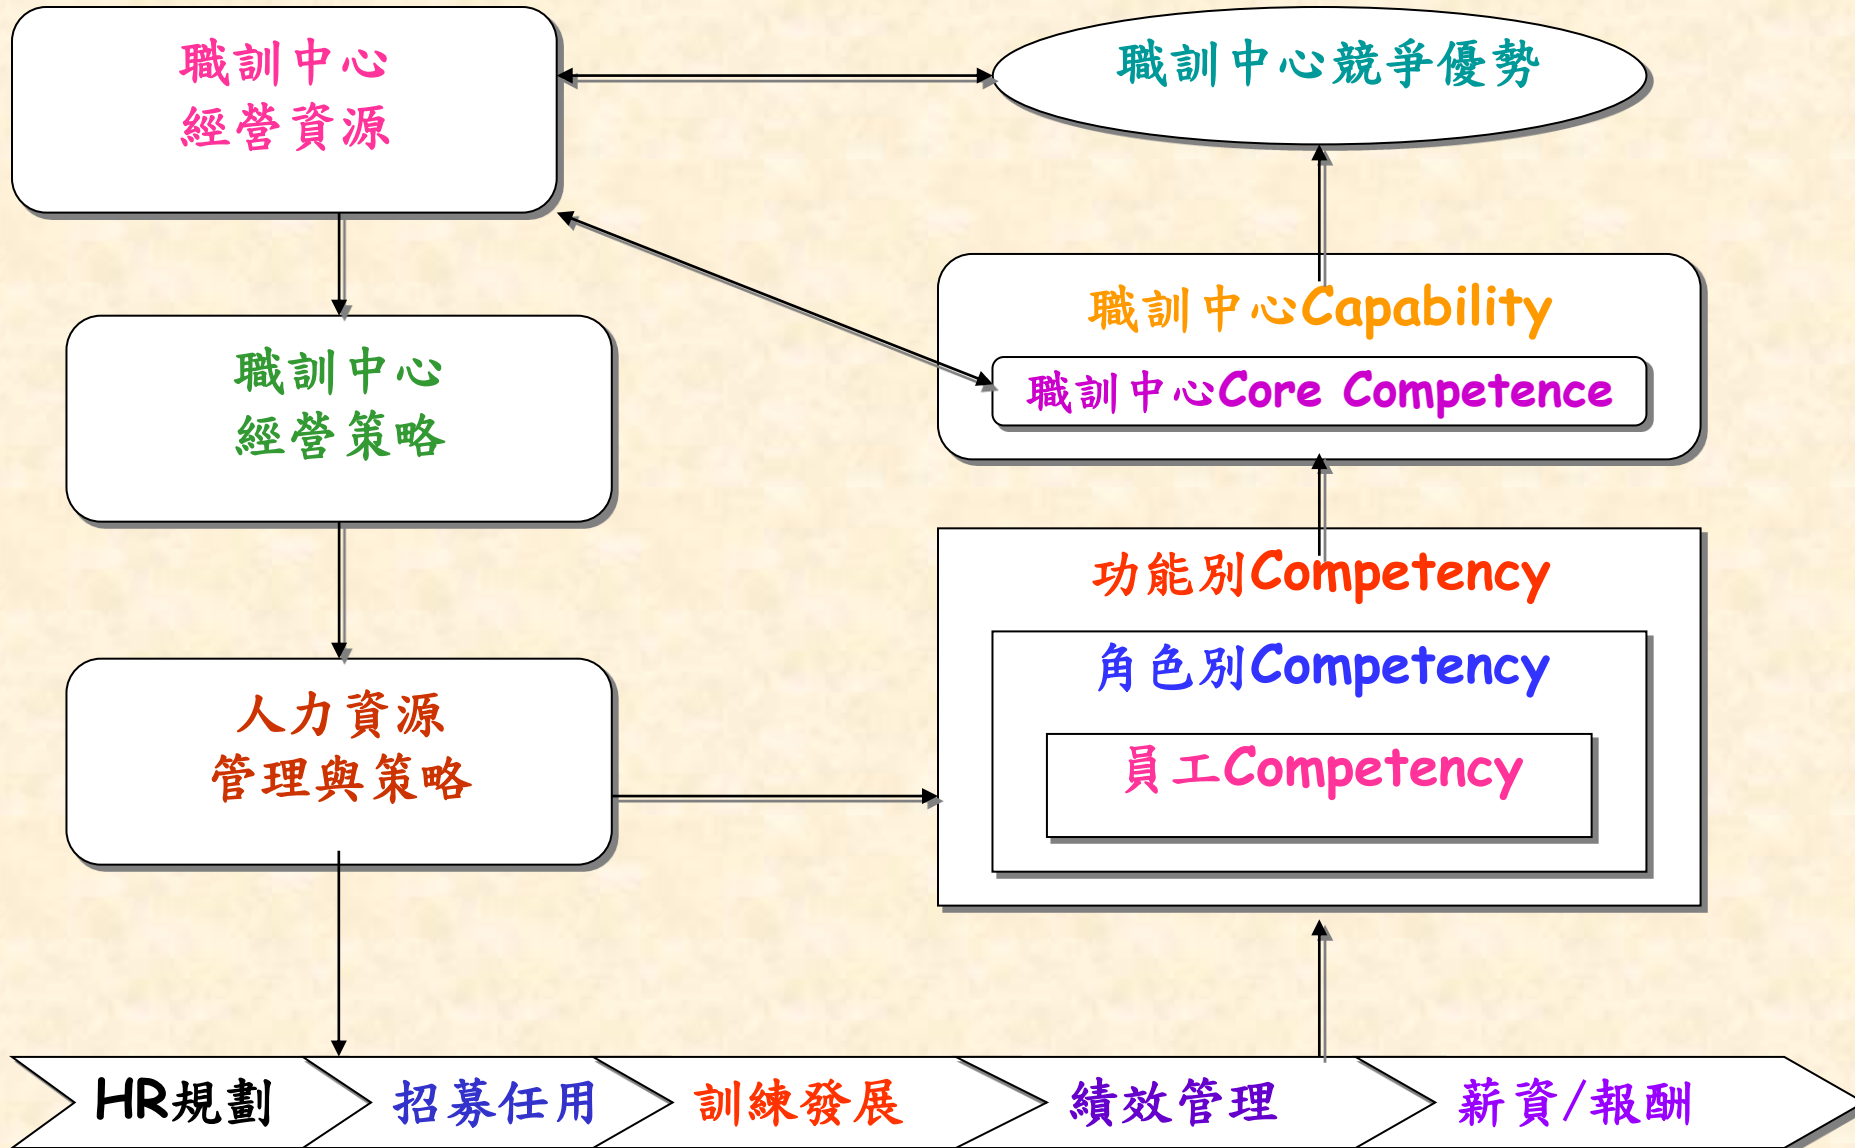 職訓中心
經營資源
職訓中心競爭優勢
職訓中心Capability
職訓中心Core Competence
職訓中心
經營策略
功能別Competency
角色別Competency
員工Competency
人力資源
管理與策略
HR規劃
招募任用
訓練發展
績效管理
薪資/報酬